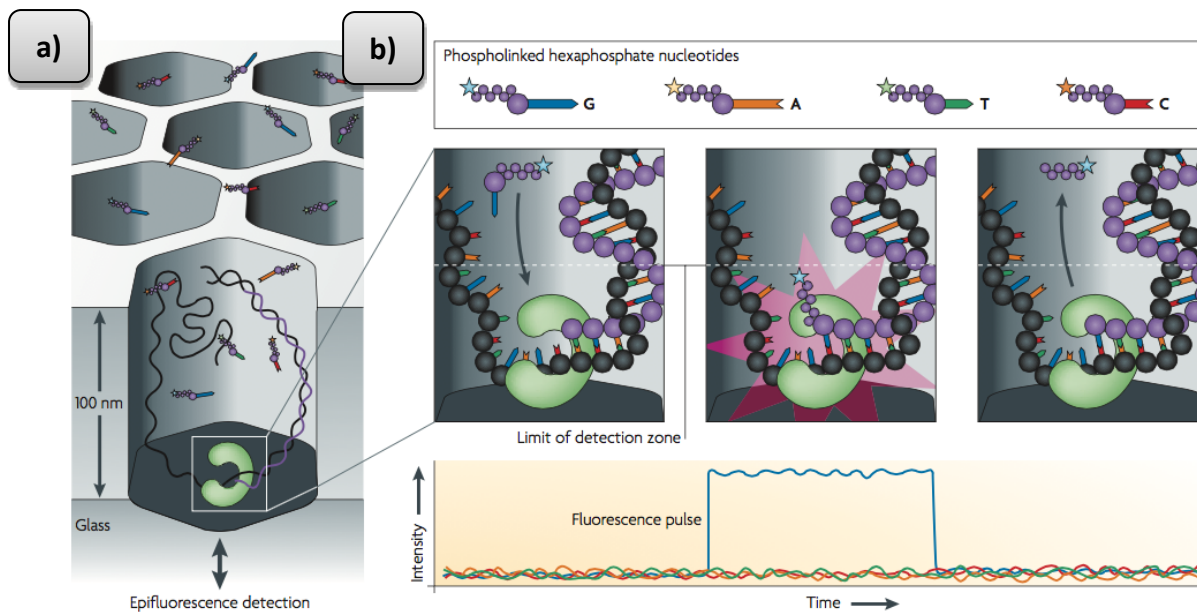 a)
b)
Phospholinked hexaphosphate nucleotides
G
A
T
C
100 nm
Glass
Epifluorescence detection
Limit of detection zone
Intensity
Fluorescence pulse
Time